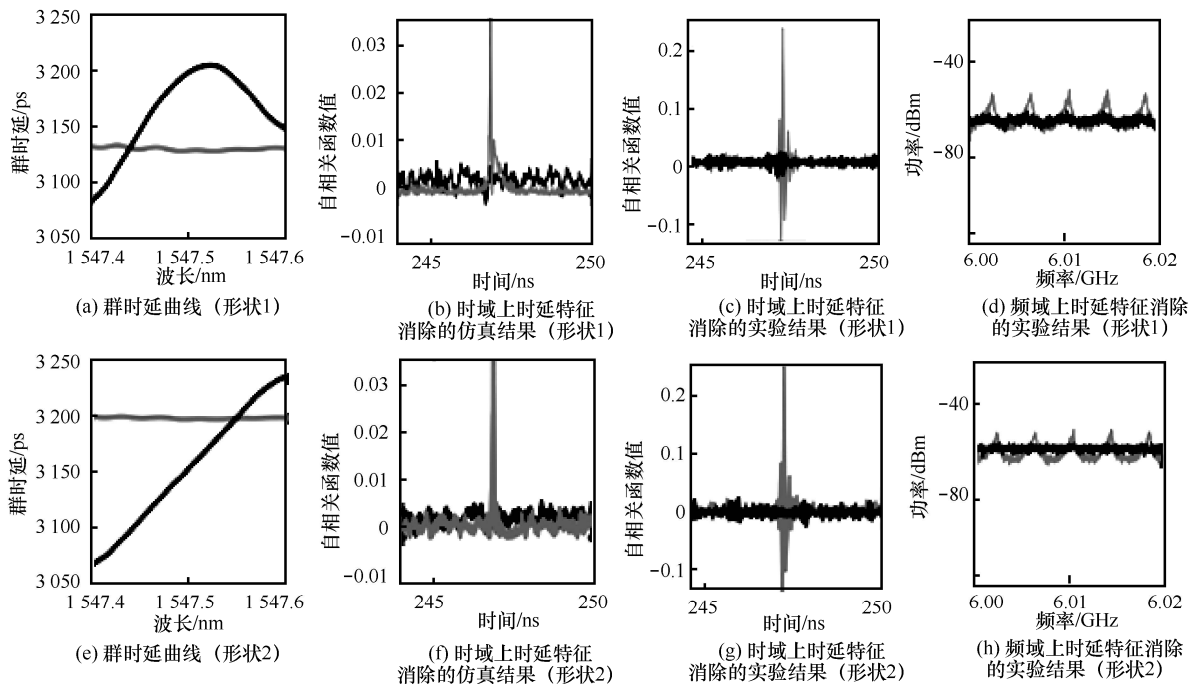 3 250
3 200
3 150
3 100
3 050
群时延/ps
1 547.4 1 547.5 1 547.6
波长/nm
(a) 群时延曲线（形状1）
0.03
0.01
0
−0.01
自相关函数值
245 250
时间/ns
(b) 时域上时延特征
消除的仿真结果（形状1）
0.2
0.1
0
−0.1
自相关函数值
245 250
时间/ns
(c) 时域上时延特征
消除的实验结果（形状1）
−40
−80
功率/dBm
6.00 6.01 6.02
频率/GHz
(d) 频域上时延特征消除
的实验结果（形状1）
3 250
3 200
3 150
3 100
3 050
群时延/ps
1 547.4 1 547.5 1 547.6
波长/nm
(e) 群时延曲线（形状2）
0.03
0.01
0
−0.01
自相关函数值
245 250
时间/ns
(f) 时域上时延特征
消除的仿真结果（形状2）
0.2
0.1
0
−0.1
自相关函数值
245 250
时间/ns
(g) 时域上时延特征
消除的实验结果（形状2）
−40
−80
功率/dBm
6.00 6.01 6.02
频率/GHz
(h) 频域上时延特征消除
的实验结果（形状2）